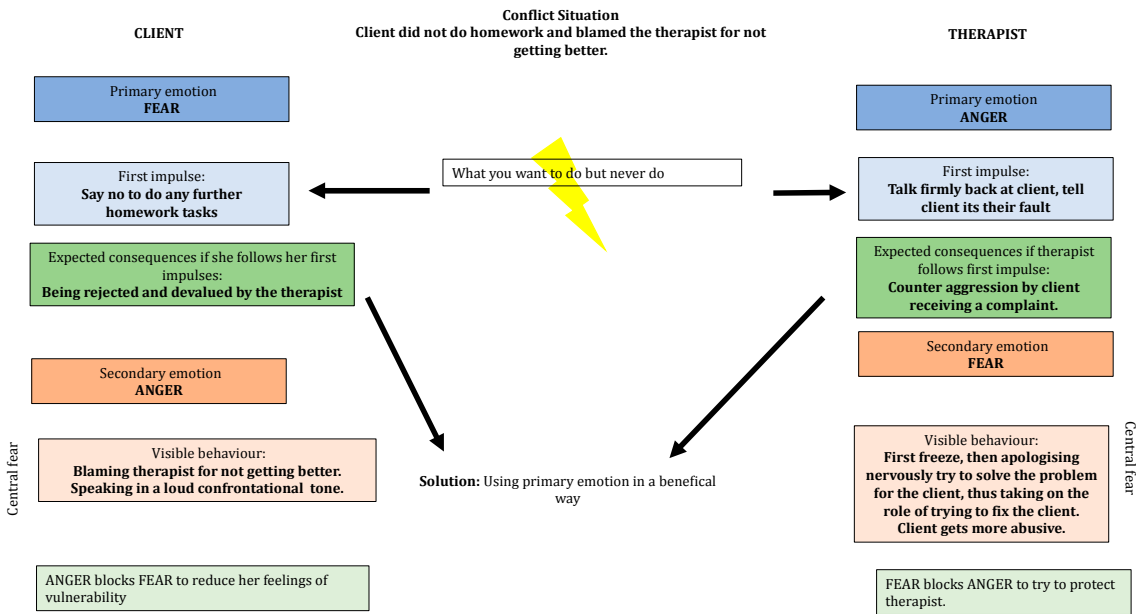 Conflict Situation
CLIENT
Client did not do homework and blamed the therapist for not
getting better.
THERAPIST
Primary emotion
FEAR
Primary emotion
ANGER
First impulse:
Say no to do any further
homework tasks
What you want to do but never do
First impulse:
Talk firmly back at client, tell
client its their fault
Expected consequences if she follows her first
impulses:
Being rejected and devalued by the therapist
Expected consequences if therapist
follows first impulse:
Counter aggression by client
receiving a complaint.
Secondary emotion
ANGER
Secondary emotion
FEAR
Central fear
Visible behaviour:
Blaming therapist for not getting better.
Speaking in a loud confrontational tone.
Solution: Using primary emotion in a benefical
way
Visible behaviour:
First freeze, then apologising
nervously try to solve the problem
for the client, thus taking on the
role of trying to fix the client.
Client gets more abusive.
Central fear
ANGER blocks FEAR to reduce her feelings of
vulnerability
FEAR blocks ANGER to try to protect
therapist.